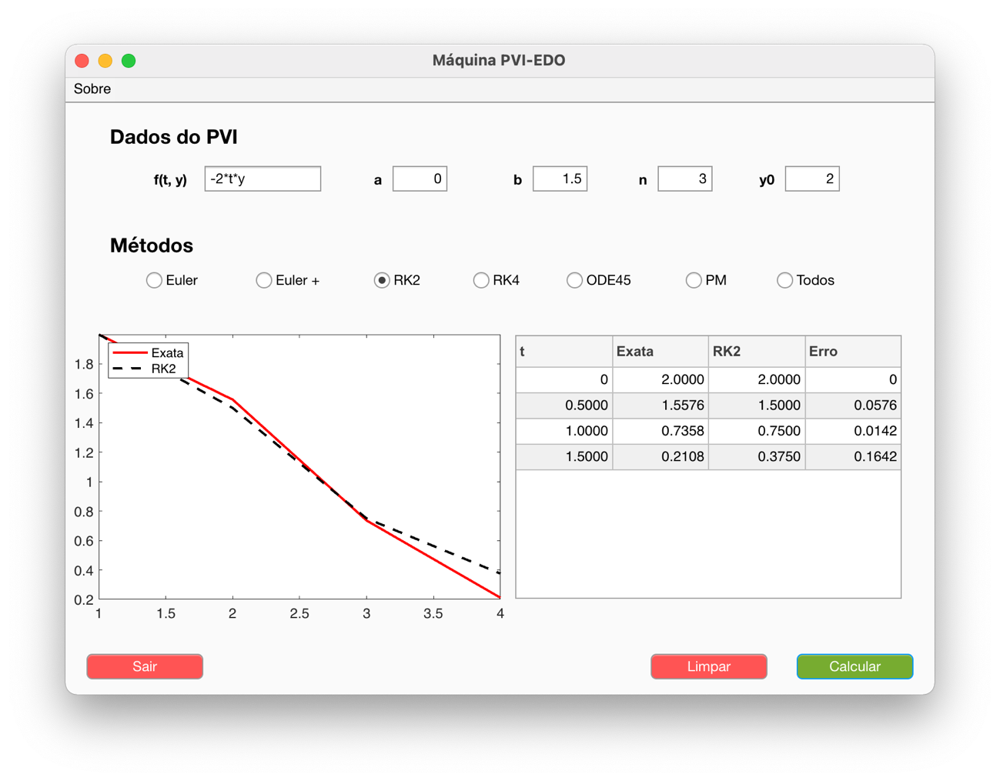 Máquina PVI-EDO
Sobre
Dados do PVI
f(t, y) -2*t*y a 0 b 1.5 n 3 y0 2
Métodos
Euler Euler + RK2 RK4 ODE45 PM Todos
Exata
RK2
1.8
1.6
1.4
1.2
1
0.8
0.6
0.4
0.2
1 1.5 2 2.5 3 3.5 4
t Exata RK2 Erro
0 2.0000 2.0000 0
0.5000 1.5576 1.5000 0.0576
1.0000 0.7358 0.7500 0.0142
1.5000 0.2108 0.3750 0.1642
Sair Limpar Calcular